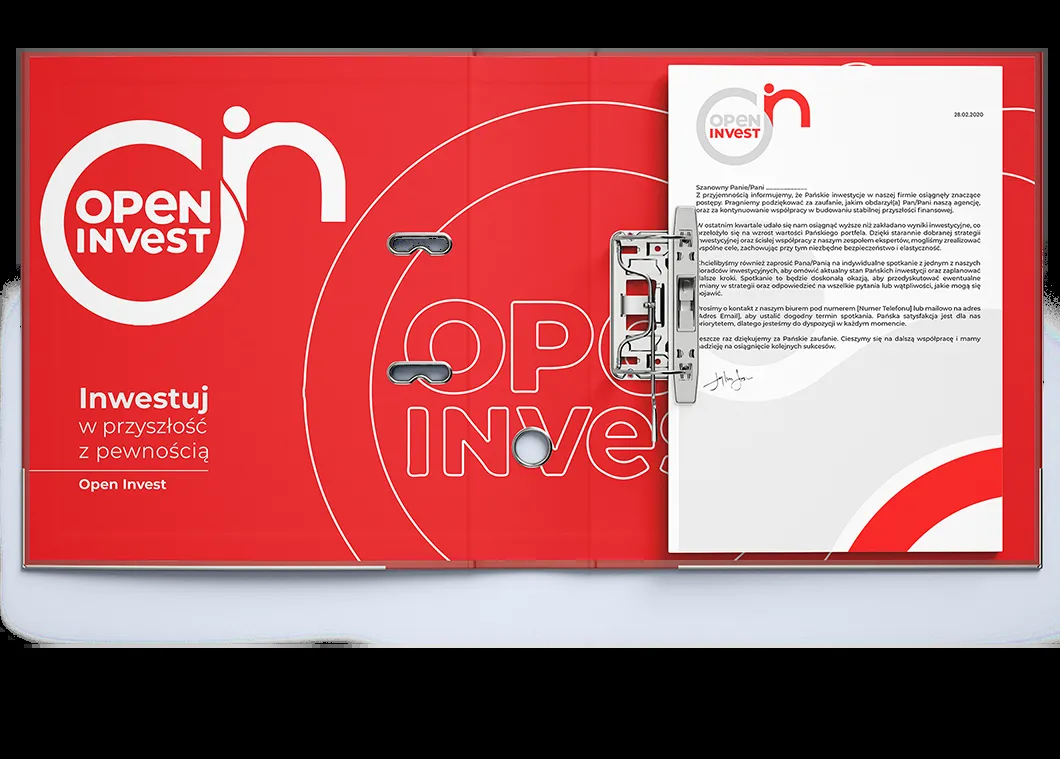 OPEN
INVEST
Inwestuj
w przyszłość
z pewnością
Open Invest
OPE
INVES
OPEN
INVEST
28.02.2020
Szanowny Panie/Pani ......................
Z przyjemnością informujemy, że Pańskie inwestycje w naszej firmie osiągnęły znaczące
postępy. Pragniemy podziękować za zaufanie, jakim obdarzył(a) Pan/Pani naszą agencję,
oraz za kontynuowanie współpracy w budowaniu stabilnej przyszłości finansowej.
W ostatnim kwartale udało się nam osiągnąć wyższe niż zakładano wyniki inwestycyjne, co
przełożyło się na wzrost wartości Pańskiego portfela. Dzięki starannie dobranej strategii
nwestycyjnej oraz ścisłej współpracy z naszym zespołem ekspertów, mogliśmy zrealizować
wspólne cele, zachowując przy tym niezbędne bezpieczeństwo i elastyczność.
Chcielibyśmy również zaprosić Pana/Panią na indywidualne spotkanie z jednym z naszych
doradców inwestycyjnych, aby omówić aktualny stan Pańskich inwestycji oraz zaplanować
dalsze kroki. Spotkanie to będzie doskonałą okazją, aby przedyskutować ewentualne
zmiany w strategii oraz odpowiedzieć na wszelkie pytania lub wątpliwości, jakie mogą się
pojawić.
Prosimy o kontakt z naszym biurem pod numerem [Numer Telefonu] lub mailowo na adres
[Adres Email], aby ustalić dogodny termin spotkania. Pańska satysfakcja jest dla nas
priorytetem, dlatego jesteśmy do dyspozycji w każdym momencie.
Jeszcze raz dziękujemy za Pańskie zaufanie. Cieszymy się na dalszą współpracę i mamy
nadzieję na osiągnięcie kolejnych sukcesów.